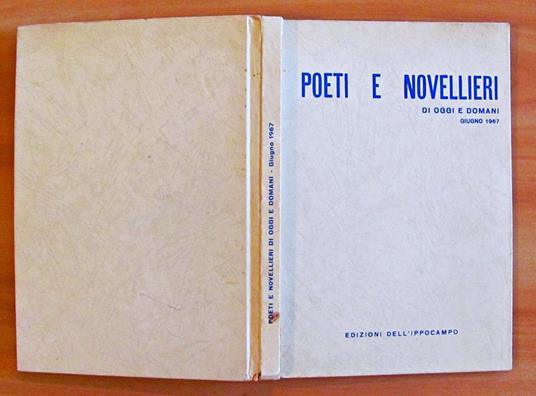 POETI E NOVELLIERI
DI OGGI E DOMANI
GIUGNO 1967
EDIZIONI DELL'IPPOCAMPO
POETI E NOVELLIERI DI OGGI E DOMANI - Giugno 1967